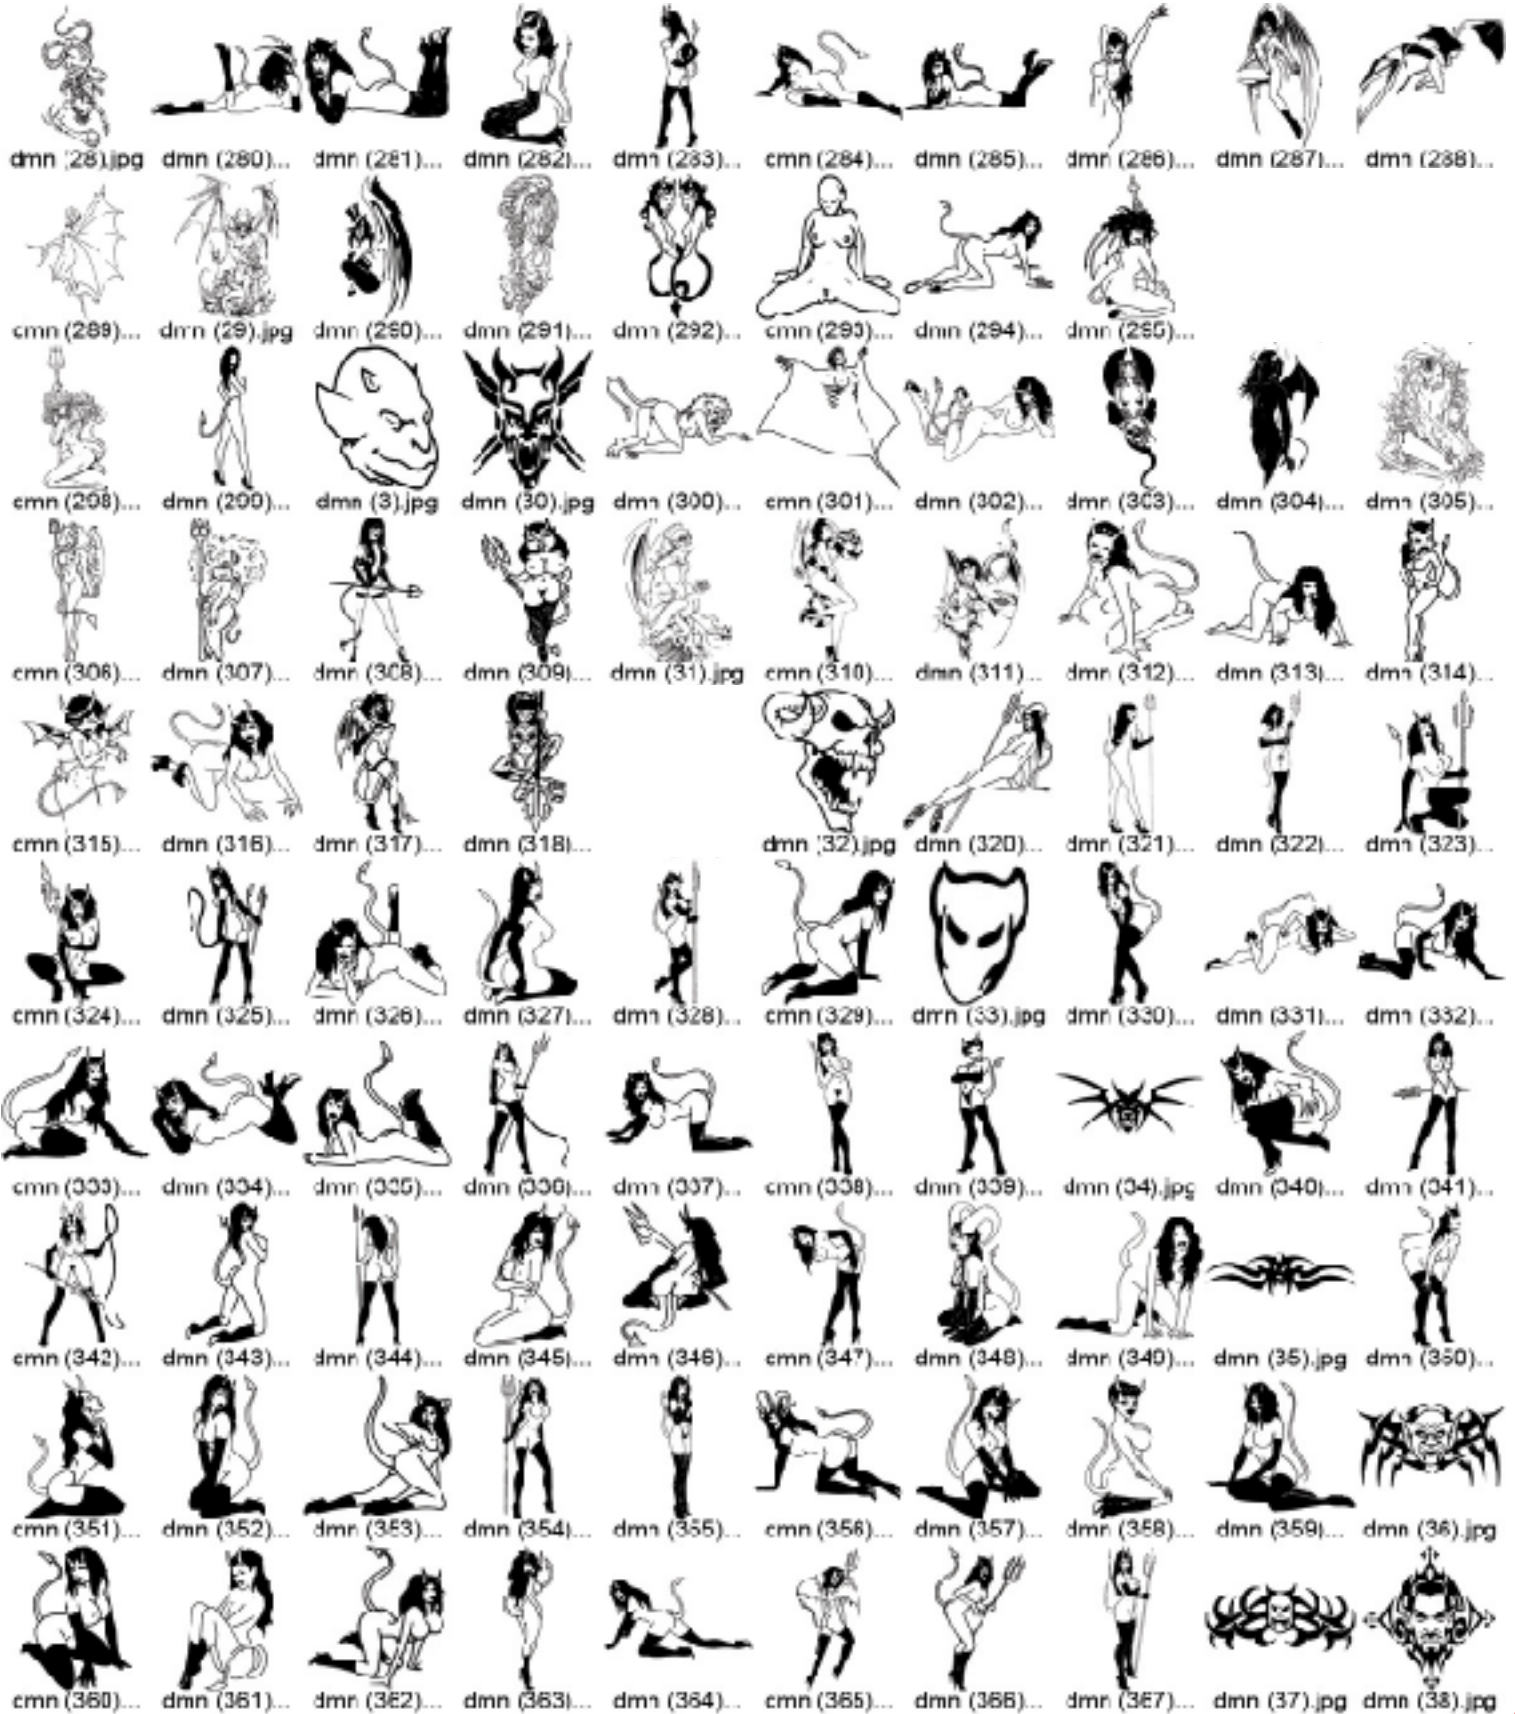 dmn (28).jpg dmn (280)... dmn (281)... dmn (282)... dmn (283)... dmn (284)... dmn (285)... dmn (286)... dmn (287)... dmn (288)...
dmn (289)... dmn (29).jpg dmn (290)... dmn (291)... dmn (292)... dmn (293)... dmn (294)... dmn (295)...
dmn (298)... dmn (299)... dmn (3).jpg dmn (30).jpg dmn (300)... dmn (301)... dmn (302)... dmn (303)... dmn (304)... dmn (305)...
dmn (306)... dmn (307)... dmn (308)... dmn (309)... dmn (31).jpg dmn (310)... dmn (311)... dmn (312)... dmn (313)... dmn (314)...
dmn (315)... dmn (316)... dmn (317)... dmn (318)... dmn (32).jpg dmn (320)... dmn (321)... dmn (322)... dmn (323)...
dmn (324)... dmn (325)... dmn (326)... dmn (327)... dmn (328)... dmn (329)... dmn (33).jpg dmn (330)... dmn (331)... dmn (332)...
dmn (333)... dmn (334)... dmn (335)... dmn (336)... dmn (337)... dmn (338)... dmn (339)... dmn (34).jpg dmn (340)... dmn (341)...
dmn (342)... dmn (343)... dmn (344)... dmn (345)... dmn (346)... dmn (347)... dmn (348)... dmn (349)... dmn (35).jpg dmn (350)...
dmn (351)... dmn (352)... dmn (353)... dmn (354)... dmn (355)... dmn (356)... dmn (357)... dmn (358)... dmn (359)... dmn (36).jpg
dmn (360)... dmn (361)... dmn (362)... dmn (363)... dmn (364)... dmn (365)... dmn (366)... dmn (367)... dmn (37).jpg dmn (38).jpg